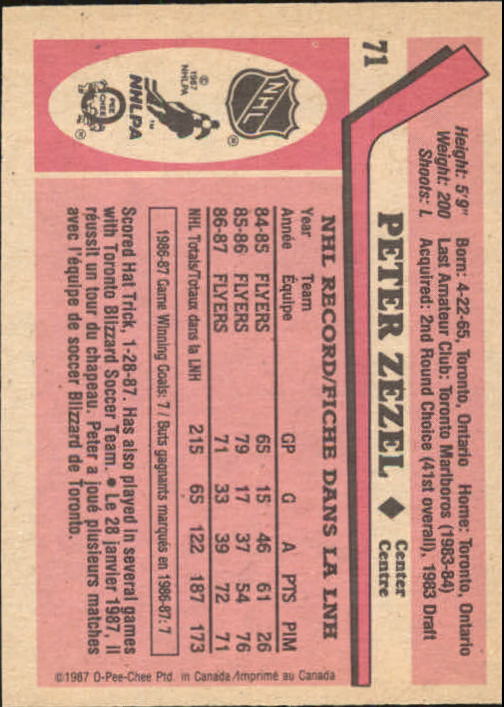 71
PETER ZEZEL ◆ Center
Centre
Height: 5'9" Born: 4-22-65, Toronto, Ontario Home: Toronto, Ontario
Weight: 200 Last Amateur Club: Toronto Marlboros (1983-84)
Shoots: L Acquired: 2nd Round Choice (41st overall), 1983 Draft
NHL RECORD/FICHE DANS LA LNH
Year Team
Année Équipe GP G A PTS PIM
84-85 FLYERS 65 15 46 61 26
85-86 FLYERS 79 17 37 54 76
86-87 FLYERS 71 33 39 72 71
NHL Totals/Totaux dans la LNH 215 65 122 187 173
1986-87 Game Winning Goals: 7 / Buts gagnants marqués en 1986-87: 7
Scored Hat Trick, 1-28-87. Has also played in several games
with Toronto Blizzard Soccer Team. ● Le 28 janvier 1987, il
réussit un tour du chapeau. Peter a joué plusieurs matches
avec l'équipe de soccer Blizzard de Toronto.
NHL
®
© 1987
NHLPA
NHLPA
™
O PEE CHEE
®
©1987 O-Pee-Chee Ptd. in Canada/Imprimé au Canada